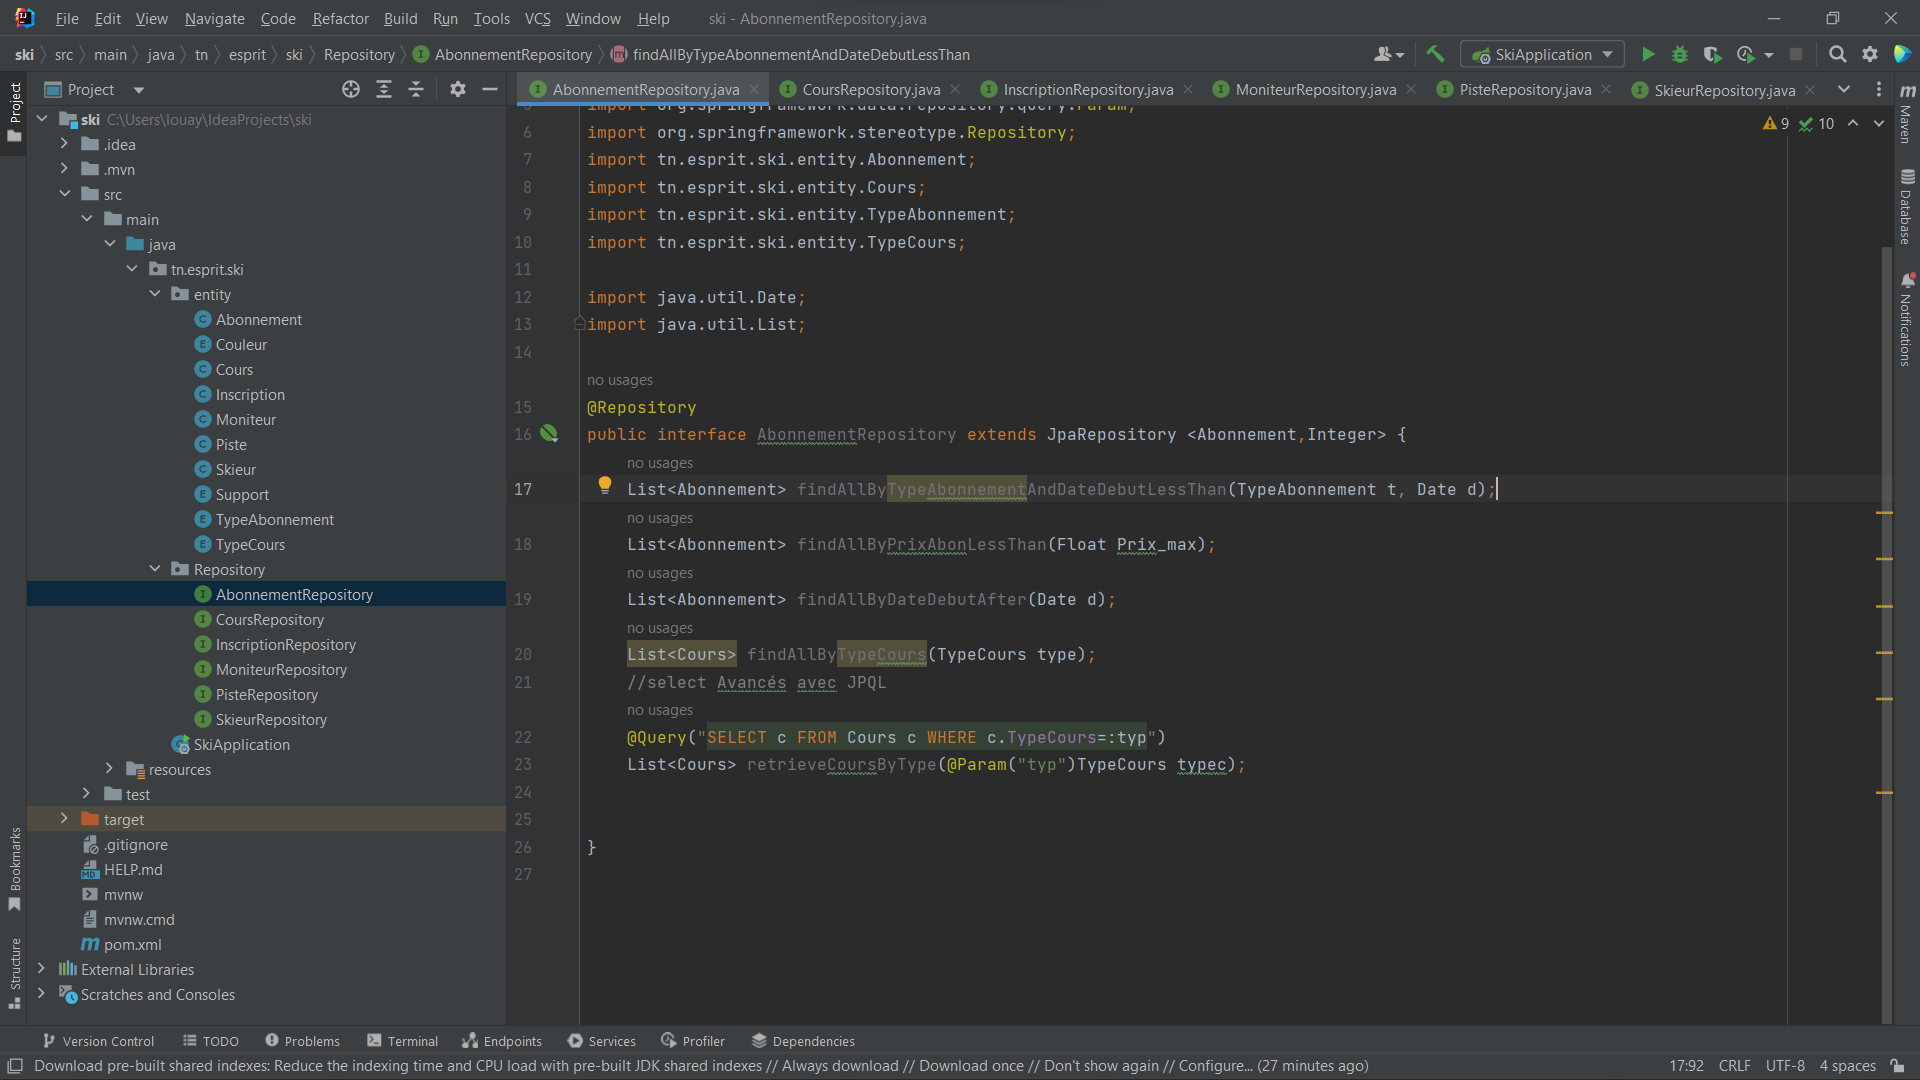 File Edit View Navigate Code Refactor Build Run Tools VCS Window Help ski - AbonnementRepository.java
ski src main java tn esprit ski Repository AbonnementRepository findAllByTypeAbonnementAndDateDebutLessThan SkiApplication
Project
AbonnementRepository.java CoursRepository.java InscriptionRepository.java MoniteurRepository.java PisteRepository.java SkieurRepository.java
ski C:\Users\louay\IdeaProjects\ski
.idea
.mvn
src
main
java
tn.esprit.ski
entity
Abonnement
Couleur
Cours
Inscription
Moniteur
Piste
Skieur
Support
TypeAbonnement
TypeCours
Repository
AbonnementRepository
CoursRepository
InscriptionRepository
MoniteurRepository
PisteRepository
SkieurRepository
SkiApplication
resources
test
target
.gitignore
HELP.md
mvnw
mvnw.cmd
pom.xml
External Libraries
Scratches and Consoles
Project
Bookmarks
Structure
5 import org.springframework.data.repository.query.Param;
6 import org.springframework.stereotype.Repository;
7 import tn.esprit.ski.entity.Abonnement;
8 import tn.esprit.ski.entity.Cours;
9 import tn.esprit.ski.entity.TypeAbonnement;
10 import tn.esprit.ski.entity.TypeCours;
11
12 import java.util.Date;
13 import java.util.List;
14
no usages
15 @Repository
16 public interface AbonnementRepository extends JpaRepository <Abonnement,Integer> {
no usages
17 List<Abonnement> findAllByTypeAbonnementAndDateDebutLessThan(TypeAbonnement t, Date d);
no usages
18 List<Abonnement> findAllByPrixAbonLessThan(Float Prix_max);
no usages
19 List<Abonnement> findAllByDateDebutAfter(Date d);
no usages
20 List<Cours> findAllByTypeCours(TypeCours type);
21 //select Avancés avec JPQL
no usages
22 @Query("SELECT c FROM Cours c WHERE c.TypeCours=:typ")
23 List<Cours> retrieveCoursByType(@Param("typ")TypeCours typec);
24
25
26 }
27
9 10
Maven
Database
Notifications
Version Control TODO Problems Terminal Endpoints Services Profiler Dependencies
Download pre-built shared indexes: Reduce the indexing time and CPU load with pre-built JDK shared indexes // Always download // Download once // Don't show again // Configure... (27 minutes ago) 17:92 CRLF UTF-8 4 spaces